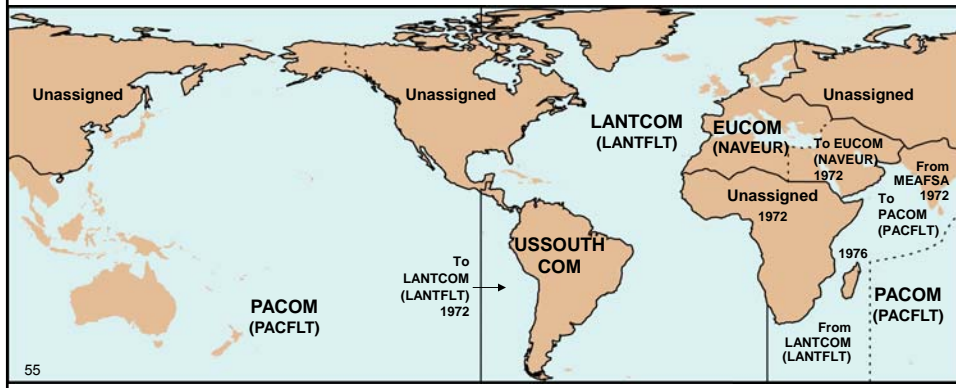 Unassigned
Unassigned
Unassigned
LANTCOM
(LANTFLT)
EUCOM
(NAVEUR)
To EUCOM
(NAVEUR)
1972
From
MEAFSA
1972
To
PACOM
(PACFLT)
Unassigned
1972
USSOUTH
COM
To
LANTCOM
(LANTFLT)
1972
1976
PACOM
(PACFLT)
PACOM
(PACFLT)
From
LANTCOM
(LANTFLT)
55